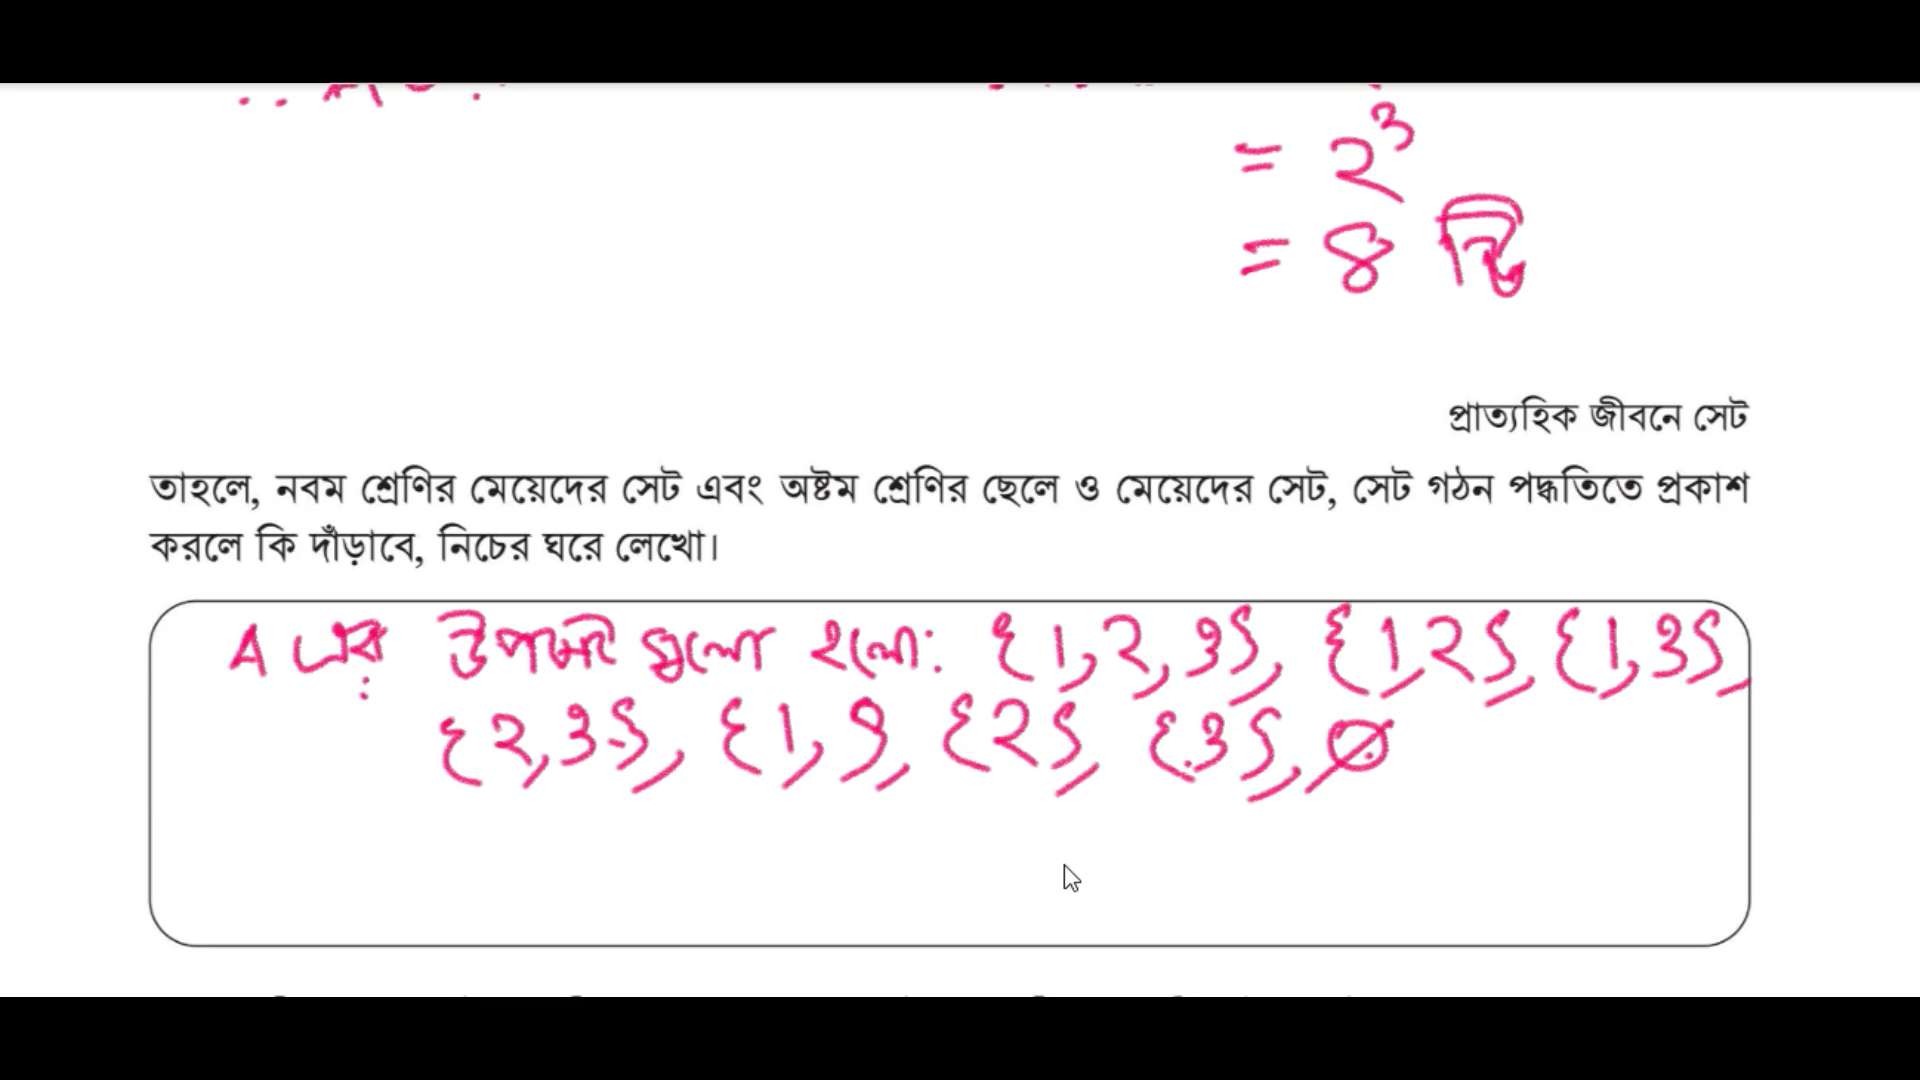 = 2³
= 8 টি
প্রাত্যহিক জীবনে সেট
তাহলে, নবম শ্রেণির মেয়েদের সেট এবং অষ্টম শ্রেণির ছেলে ও মেয়েদের সেট, সেট গঠন পদ্ধতিতে প্রকাশ
করলে কি দাঁড়াবে, নিচের ঘরে লেখো।
A এর উপসেট গুলো হলো: {1, 2, 3}, {1, 2}, {1, 3},
{2, 3}, {1, }, {2}, {3}, Ø